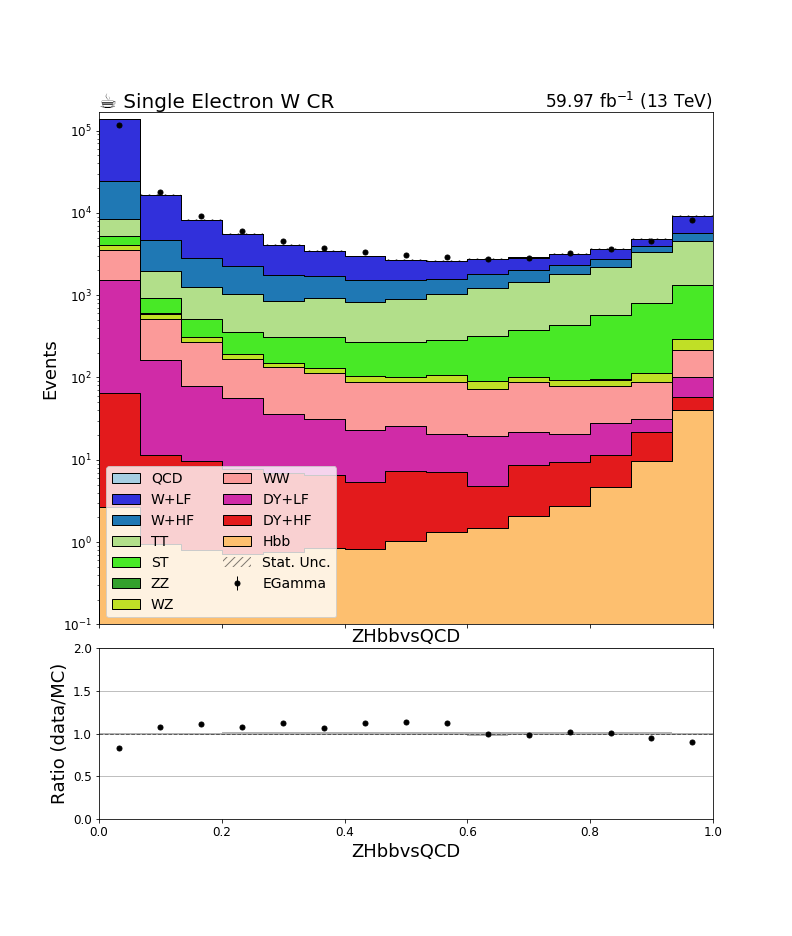 ☕ Single Electron W CR
59.97 fb⁻¹ (13 TeV)
Events
10⁵
10⁴
10³
10²
10¹
10⁰
10⁻¹
QCD
W+LF
W+HF
TT
ST
ZZ
WZ
WW
DY+LF
DY+HF
Hbb
Stat. Unc.
EGamma
ZHbbvsQCD
Ratio (data/MC)
2.0
1.5
1.0
0.5
0.0
0.0 0.2 0.4 0.6 0.8 1.0
ZHbbvsQCD